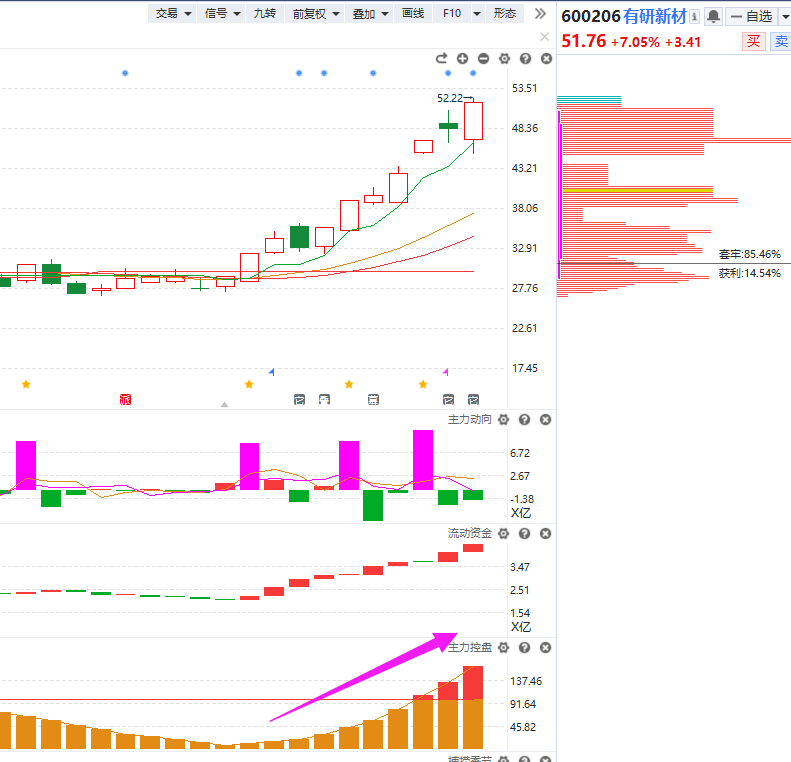 交易 信号 九转 前复权 叠加 画线 F10 形态
600206 有研新材 自选
51.76 +7.05% +3.41 买 卖
52.22
53.51
48.36
43.21
38.06
32.91
27.76
22.61
17.45
套牢:85.46%
获利:14.54%
派
主力动向
6.72
2.67
-1.38
X亿
流动资金
3.47
2.51
1.54
X亿
主力控盘
137.46
91.64
45.82